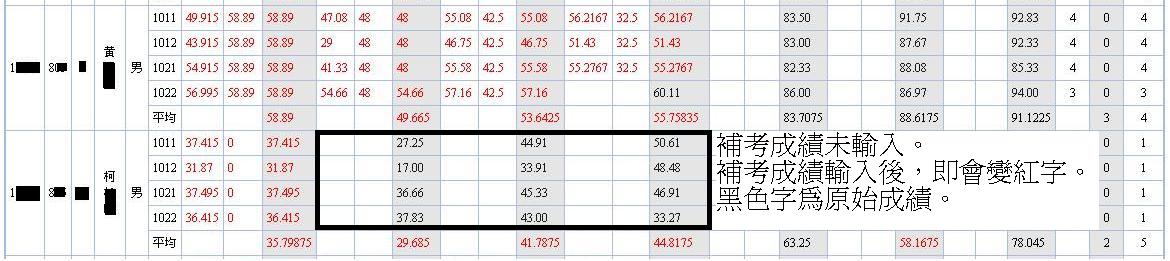 1011 49.915 58.89 58.89 47.08 48 48 55.08 42.5 55.08 56.2167 32.5 56.2167 83.50 91.75 92.83 4 0 4
1012 43.915 58.89 58.89 29 48 48 46.75 42.5 46.75 51.43 32.5 51.43 83.00 87.67 92.33 4 0 4
黃 男
1021 54.915 58.89 58.89 41.33 48 48 55.58 42.5 55.58 55.2767 32.5 55.2767 82.33 88.08 85.33 4 0 4
1022 56.995 58.89 58.89 54.66 48 54.66 57.16 42.5 57.16 60.11 86.00 86.97 94.00 3 0 3
平均 58.89 49.665 53.6425 55.75835 83.7075 88.6175 91.1225 3 4
1011 37.415 0 37.415 27.25 44.91 50.61 補考成績未輸入。 0 1
1012 31.87 0 31.87 17.00 33.91 48.48 補考成績輸入後，即會變紅字。 0 1
柯 男
1021 37.495 0 37.495 36.66 45.33 46.91 黑色字為原始成績。 0 1
1022 36.415 0 36.415 37.83 43.00 33.27 0 1
平均 35.79875 29.685 41.7875 44.8175 63.25 58.1675 78.045 2 5